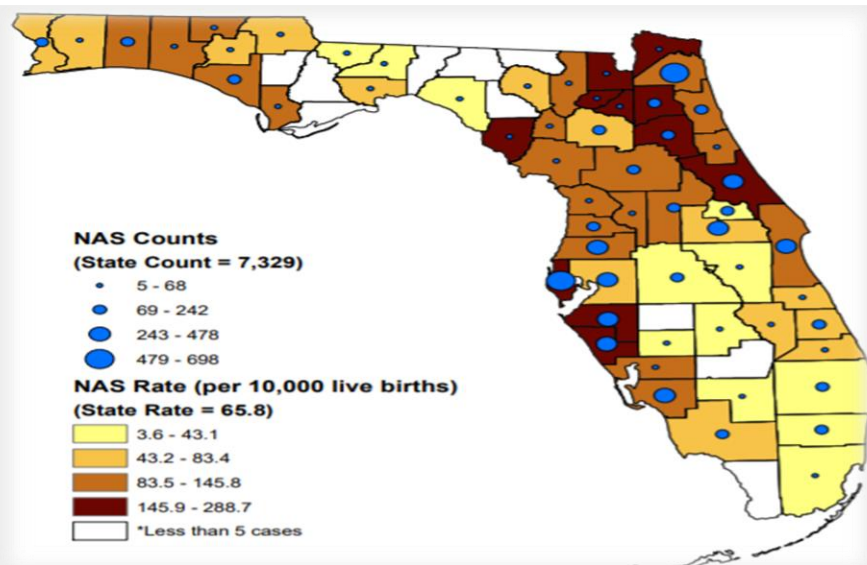 NAS Counts
(State Count = 7,329)
5 - 68
69 - 242
243 - 478
479 - 698
NAS Rate (per 10,000 live births)
(State Rate = 65.8)
3.6 - 43.1
43.2 - 83.4
83.5 - 145.8
145.9 - 288.7
*Less than 5 cases